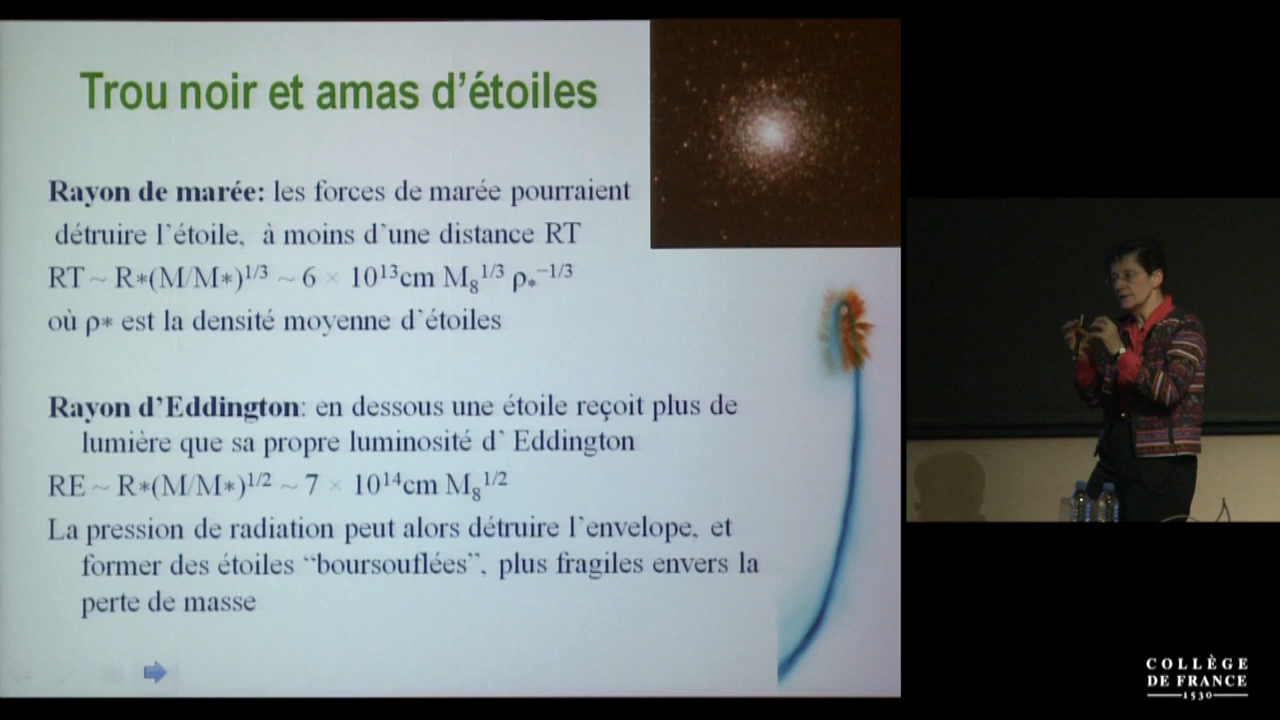 Trou noir et amas d'étoiles
Rayon de marée: les forces de marée pourraient
détruire l'étoile, à moins d'une distance RT
RT ~ R*(M/M*)^1/3 ~ 6 × 10^13cm M_8^1/3 ρ_*^−1/3
où ρ* est la densité moyenne d'étoiles
Rayon d'Eddington: en dessous une étoile reçoit plus de
lumière que sa propre luminosité d' Eddington
RE ~ R*(M/M*)^1/2 ~ 7 × 10^14cm M_8^1/2
La pression de radiation peut alors détruire l'envelope, et
former des étoiles “boursouflées”, plus fragiles envers la
perte de masse
COLLÈGE
DE FRANCE
1530